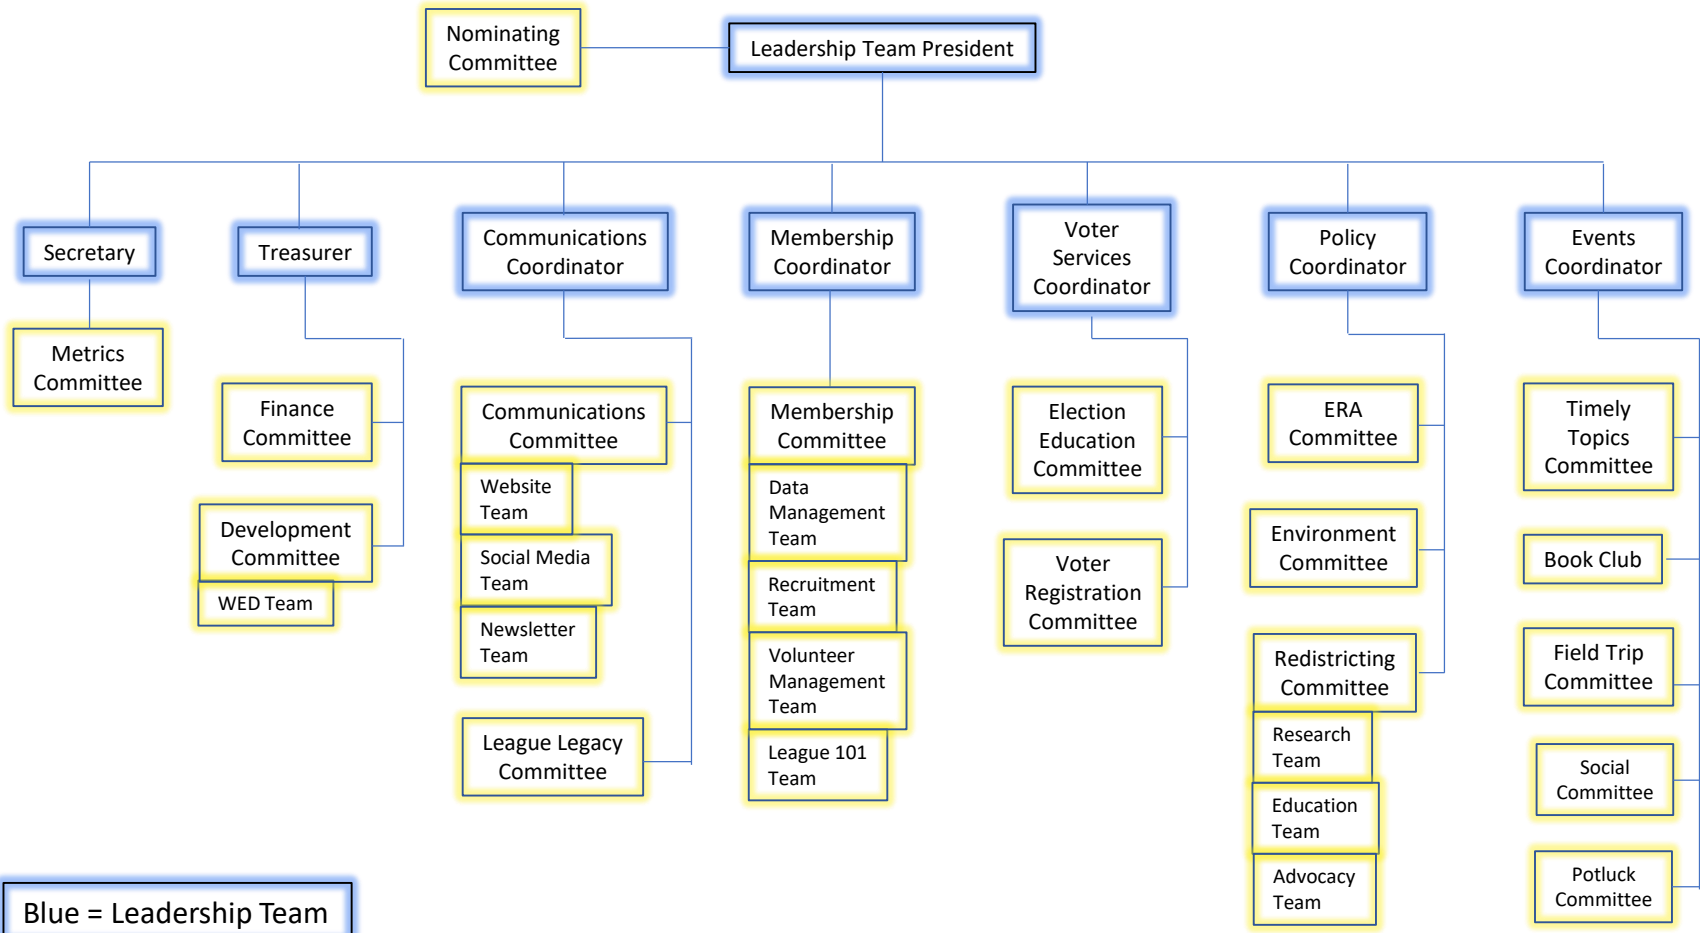 Nominating
Committee
Leadership Team President
Secretary
Metrics
Committee
Treasurer
Finance
Committee
Development
Committee
WED Team
Communications
Coordinator
Communications
Committee
Website
Team
Social Media
Team
Newsletter
Team
League Legacy
Committee
Membership
Coordinator
Membership
Committee
Data
Management
Team
Recruitment
Team
Volunteer
Management
Team
League 101
Team
Voter
Services
Coordinator
Election
Education
Committee
Voter
Registration
Committee
Policy
Coordinator
ERA
Committee
Environment
Committee
Redistricting
Committee
Research
Team
Education
Team
Advocacy
Team
Events
Coordinator
Timely
Topics
Committee
Book Club
Field Trip
Committee
Social
Committee
Potluck
Committee
Blue = Leadership Team